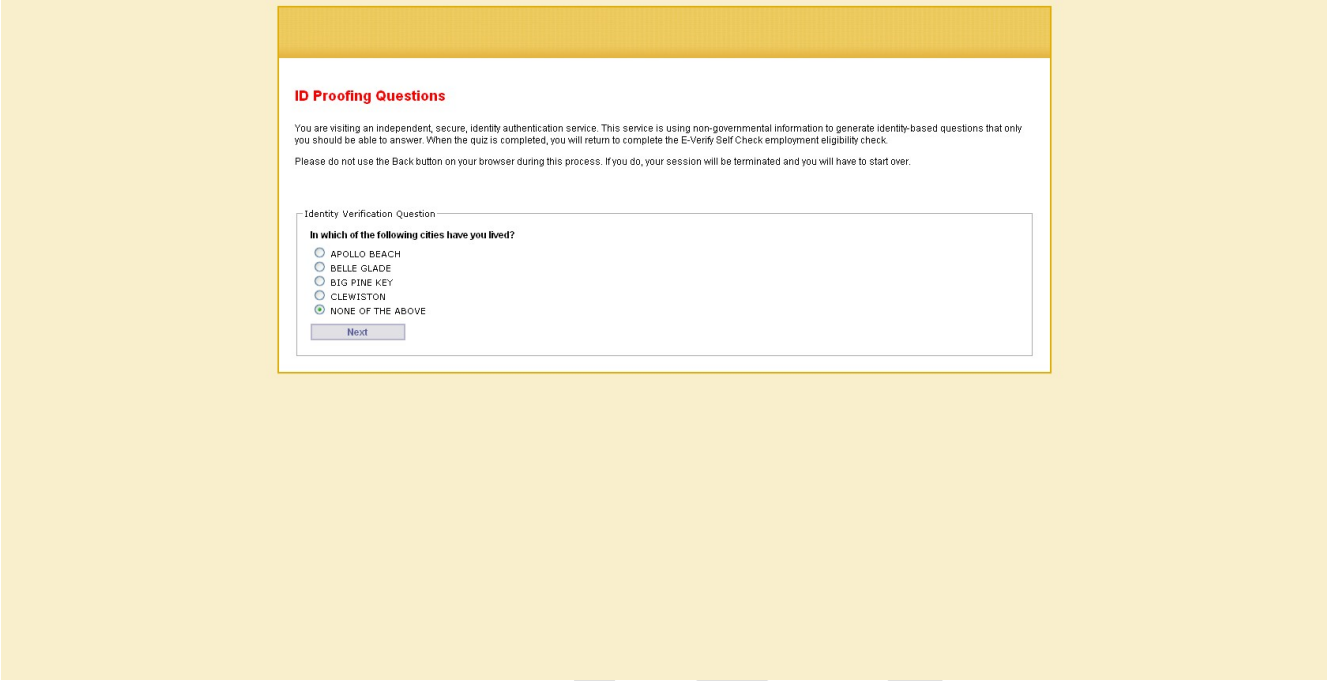 ID Proofing Questions
You are visiting an independent, secure, identity authentication service. This service is using non-governmental information to generate identity-based questions that only
you should be able to answer. When the quiz is completed, you will return to complete the E-Verify Self Check employment eligibility check.
Please do not use the Back button on your browser during this process. If you do, your session will be terminated and you will have to start over.
Identity Verification Question
In which of the following cities have you lived?
APOLLO BEACH
BELLE GLADE
BIG PINE KEY
CLEWISTON
NONE OF THE ABOVE
Next